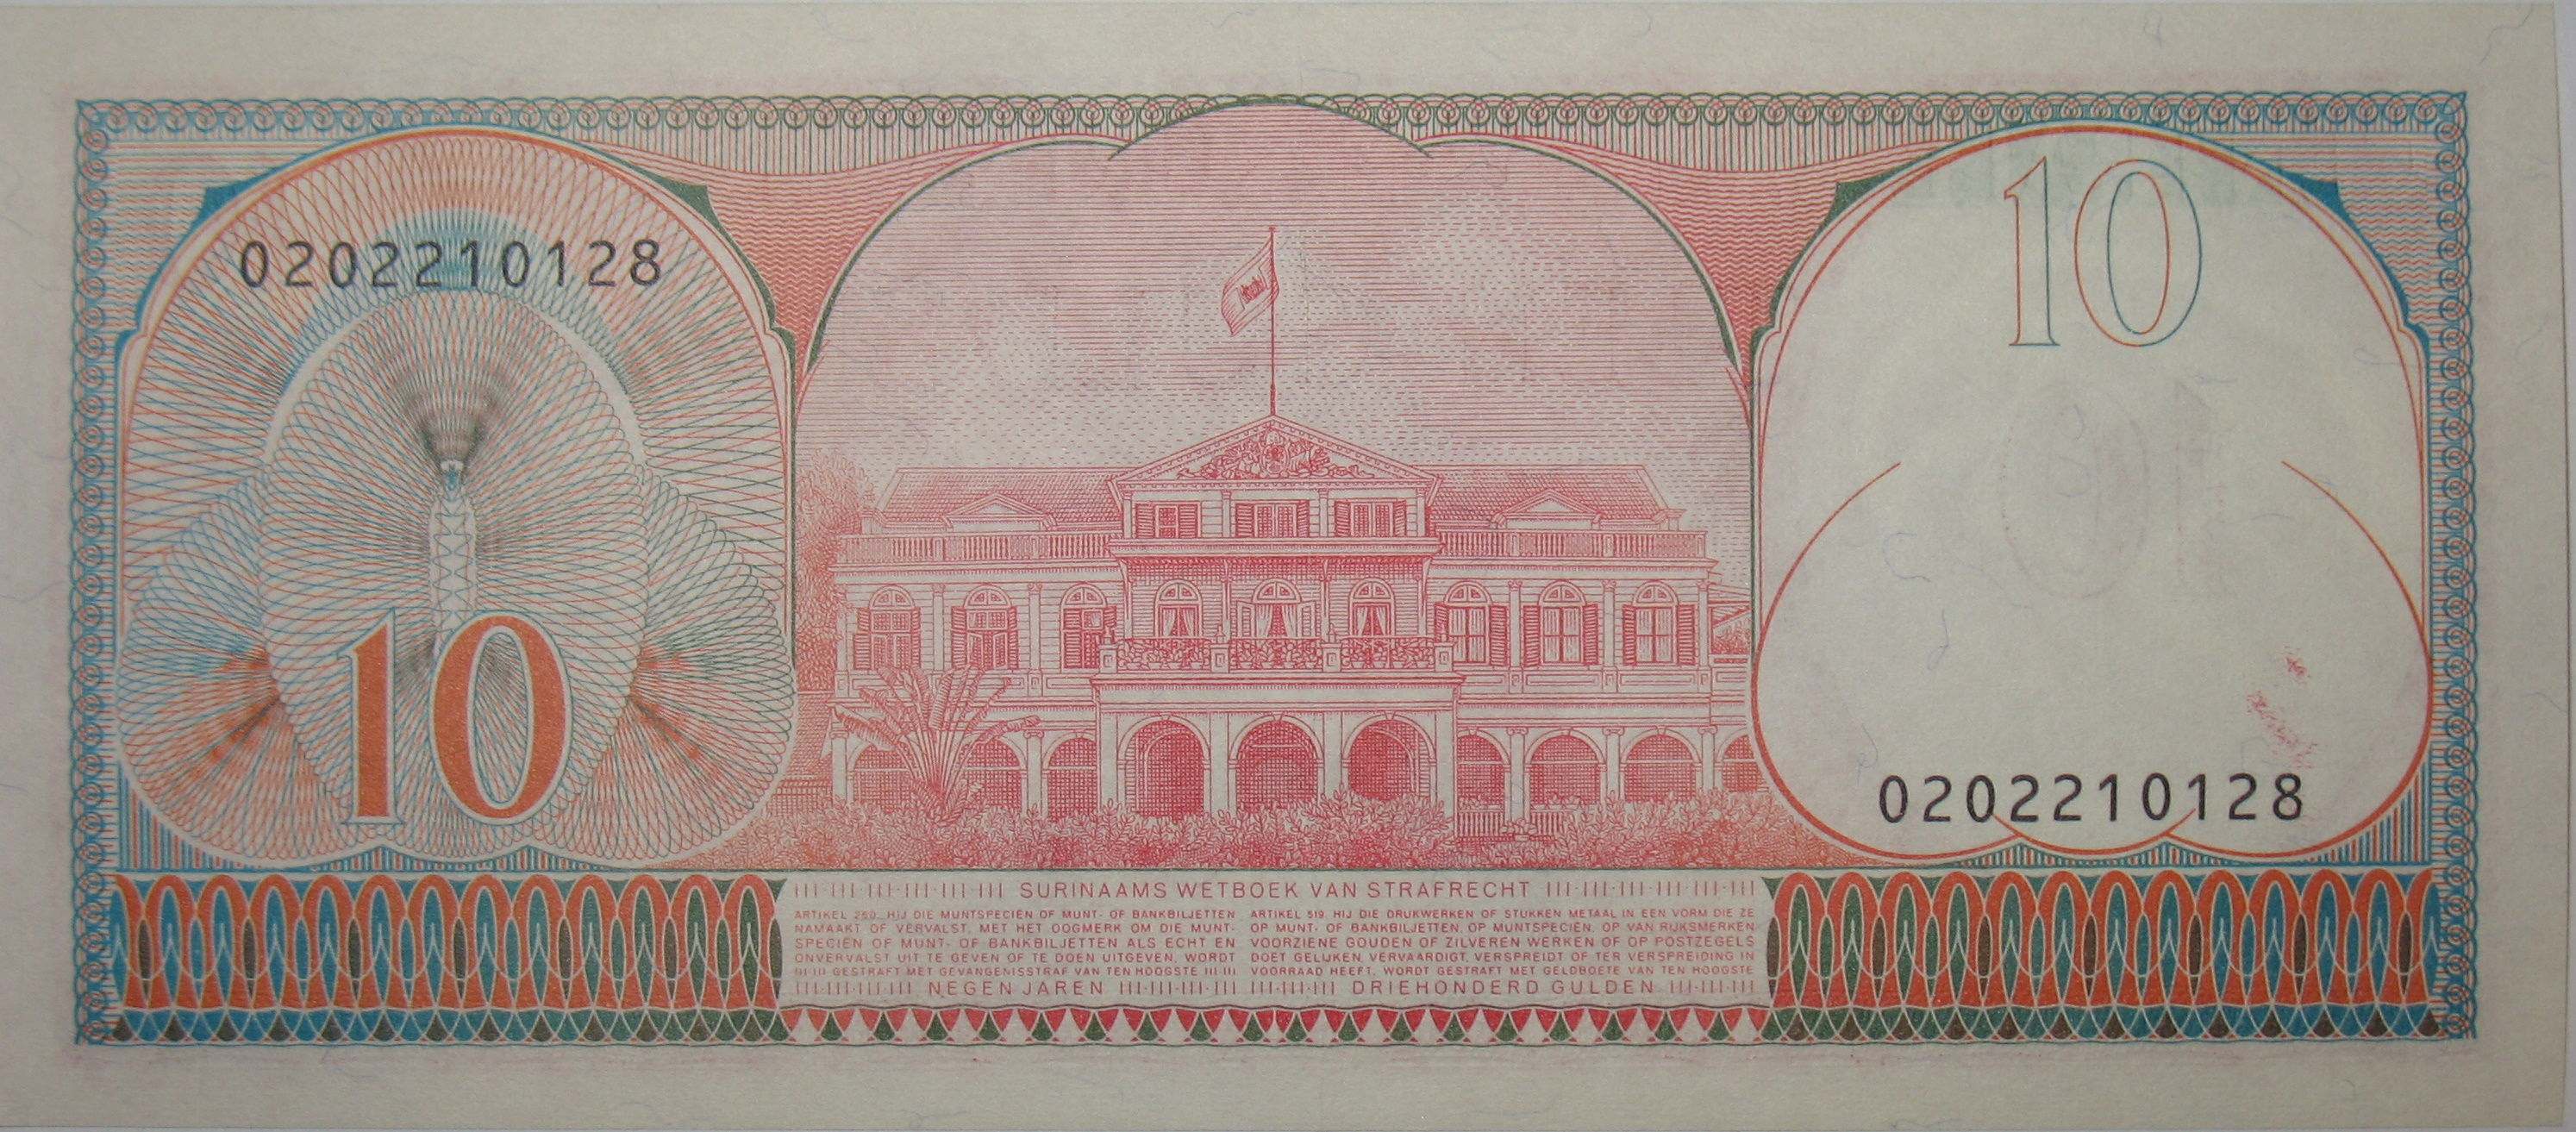 10
0202210128
10
SURINAAMS WETBOEK VAN STRAFRECHT
ARTIKEL 260. HIJ DIE MUNTSPECIËN OF MUNT- OF BANKBILJETTEN
NAMAAKT OF VERVALST, MET HET OOGMERK OM DIE MUNT-
SPECIËN OF MUNT- OF BANKBILJETTEN ALS ECHT EN
ONVERVALST UIT TE GEVEN OF TE DOEN UITGEVEN, WORDT
GESTRAFT MET GEVANGENISSTRAF VAN TEN HOOGSTE
NEGEN JAREN
ARTIKEL 519. HIJ DIE DRUKWERKEN OF STUKKEN METAAL IN EEN VORM DIE ZE
OP MUNT- OF BANKBILJETTEN, OP MUNTSPECIËN, OP VAN RIJKSMERKEN
VOORZIENE GOUDEN OF ZILVEREN WERKEN OF OP POSTZEGELS
DOET GELIJKEN, VERVAARDIGT, VERSPREIDT OF TER VERSPREIDING IN
VOORRAAD HEEFT, WORDT GESTRAFT MET GELDBOETE VAN TEN HOOGSTE
DRIEHONDERD GULDEN
0202210128
10